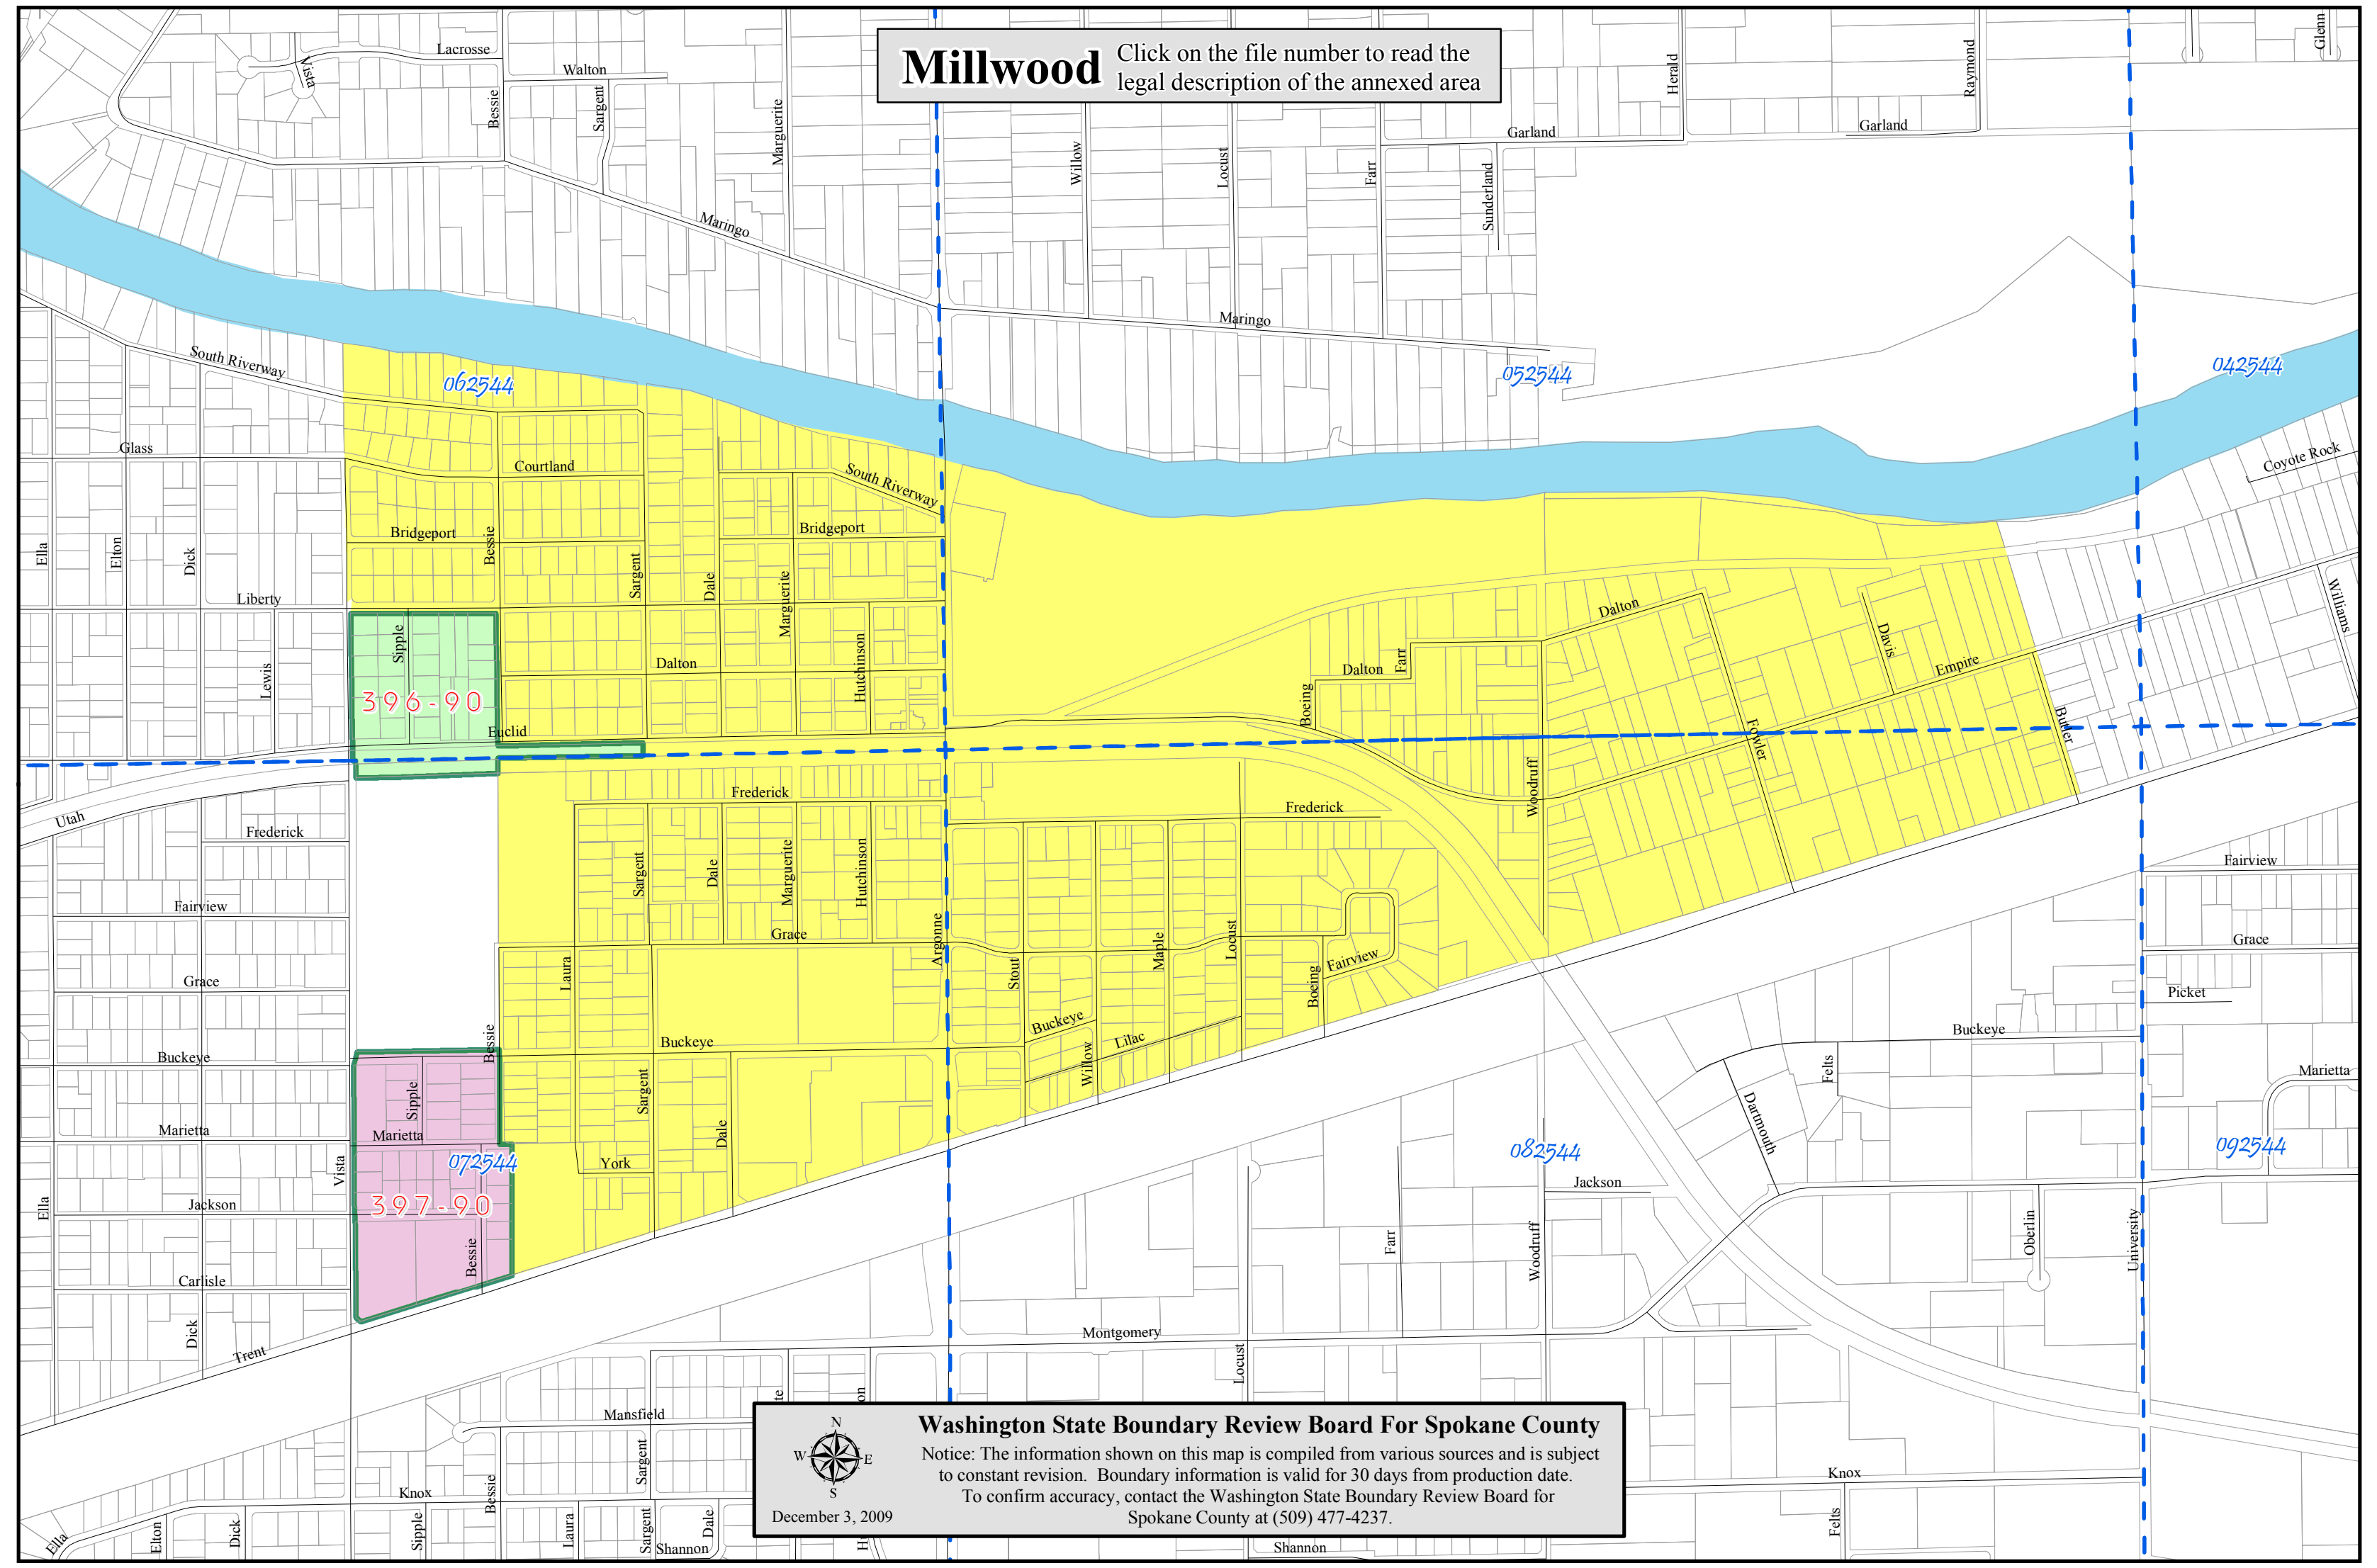 Millwood
Click on the file number to read the
legal description of the annexed area
Lacrosse
Vista
Bessie
Walton
Sargent
Marguerite
Maringo
Willow
Locust
Farr
Garland
Sunderland
Herald
Garland
Raymond
Glenn
Maringo
South Riverway
062544
052544
042544
Coyote Rock
Glass
Courtland
South Riverway
Bridgeport
Bridgeport
Ella
Elton
Dick
Bessie
Sargent
Dale
Marguerite
Liberty
Lewis
Sipple
396-90
Euclid
Dalton
Hutchinson
Dalton
Farr
Boeing
Dalton
Davis
Empire
Williams
Butler
Fowler
Woodruff
Utah
Frederick
Frederick
Frederick
Sargent
Dale
Marguerite
Hutchinson
Argonne
Fairview
Grace
Grace
Laura
Stout
Maple
Locust
Boeing
Fairview
Fairview
Grace
Picket
Buckeye
Bessie
Buckeye
Buckeye
Lilac
Willow
Buckeye
Felts
Marietta
Dartmouth
Sipple
Marietta
Marietta
Sargent
Dale
York
072544
082544
092544
Vista
Ella
Jackson
397-90
Bessie
Jackson
Farr
Woodruff
Oberlin
University
Carlisle
Dick
Trent
Montgomery
Locust
te
on
Mansfield
Sargent
Knox
Bessie
Knox
Ella
Elton
Dick
Sipple
Laura
Sargent
Dale
Shannon
H
Shannon
Felts
N
W
E
S
December 3, 2009
Washington State Boundary Review Board For Spokane County
Notice: The information shown on this map is compiled from various sources and is subject
to constant revision. Boundary information is valid for 30 days from production date.
To confirm accuracy, contact the Washington State Boundary Review Board for
Spokane County at (509) 477-4237.